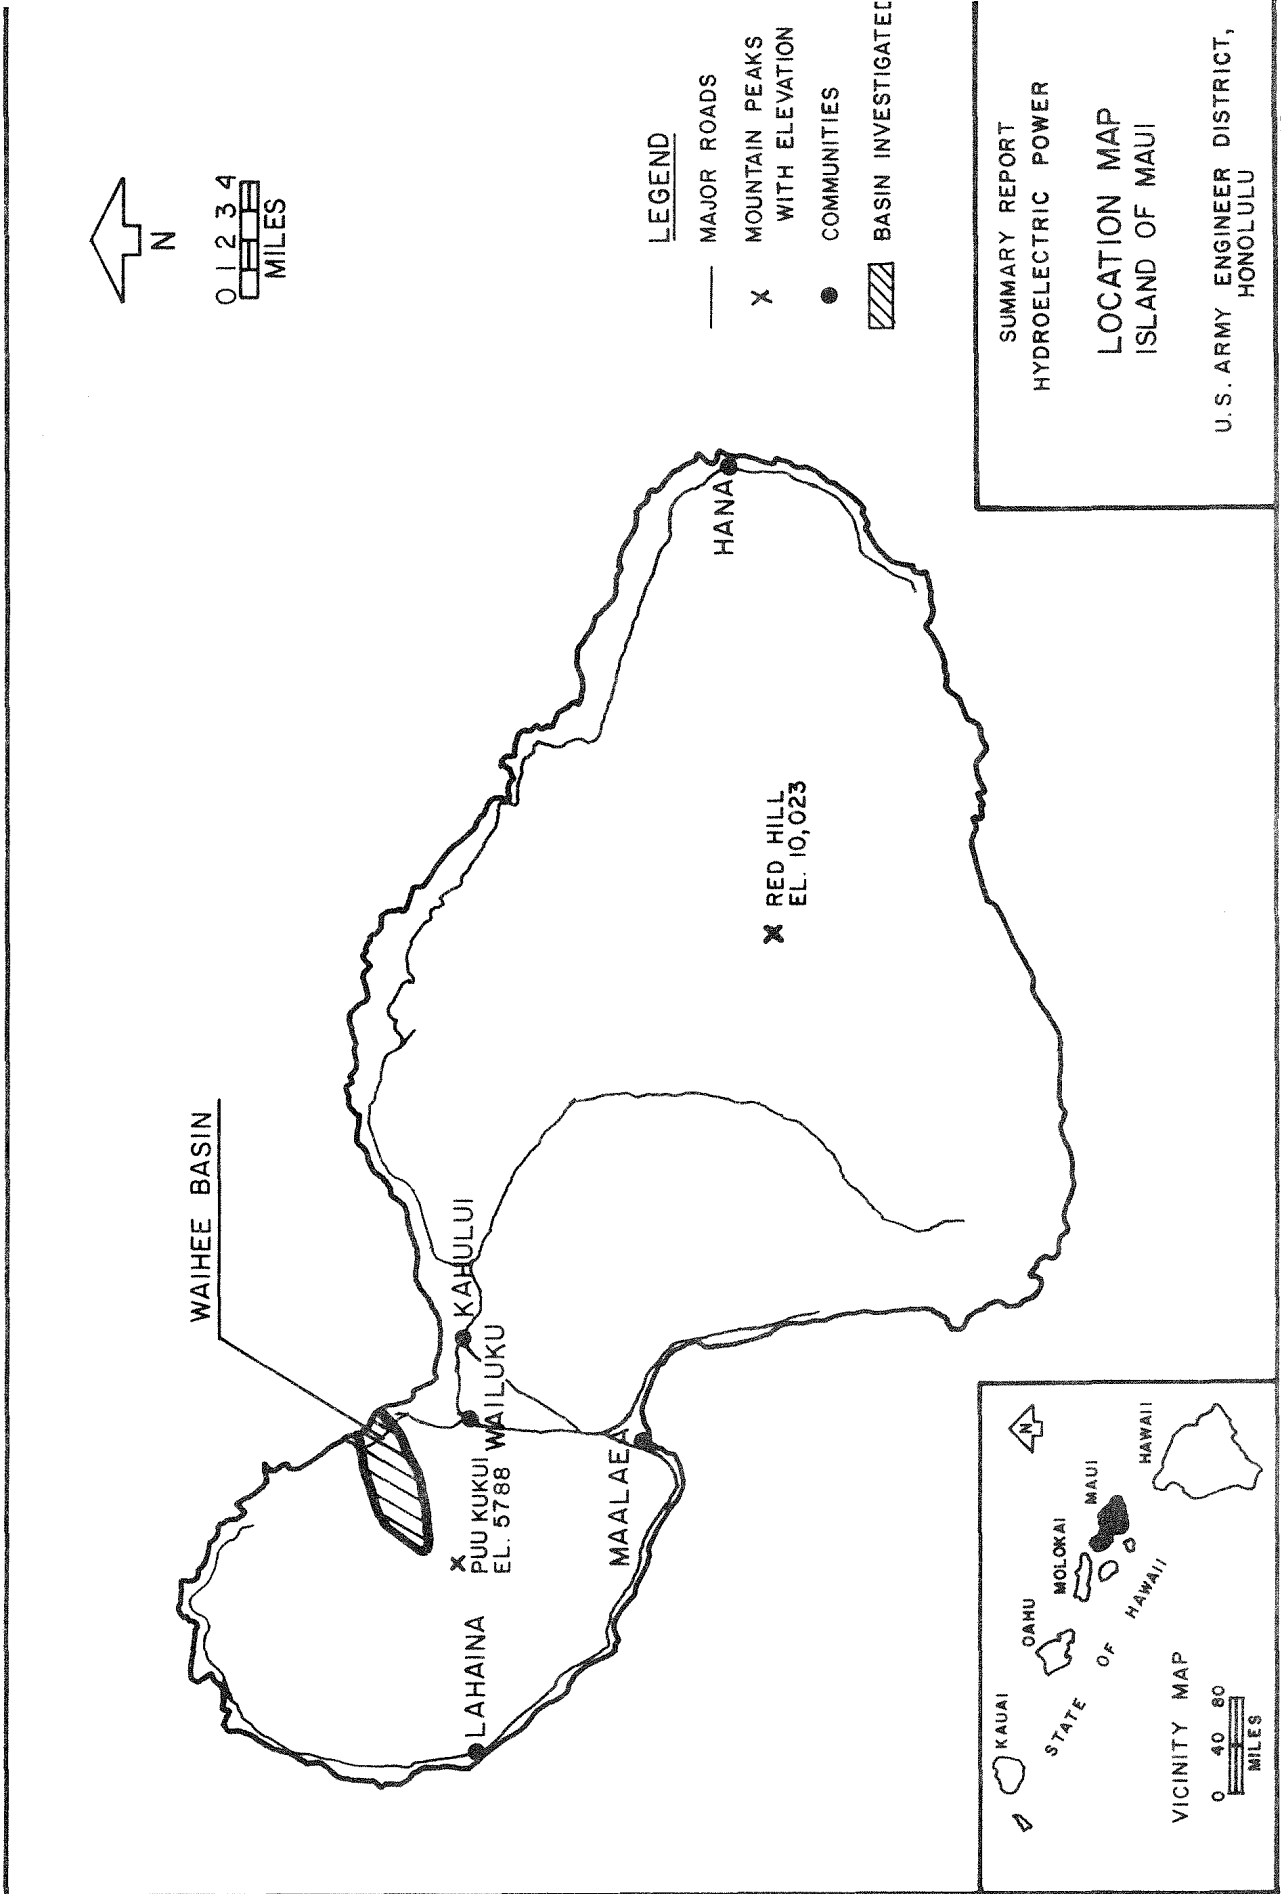 N
0 1 2 3 4
MILES
WAIHEE BASIN
KAHULUI
WAILUKU
PUU KUKUI
EL. 5788
LAHAINA
MAALAEA
HANA
RED HILL
EL. 10,023
LEGEND
MAJOR ROADS
MOUNTAIN PEAKS
WITH ELEVATION
COMMUNITIES
BASIN INVESTIGATED
N
KAUAI
OAHU
MOLOKAI
MAUI
HAWAII
STATE OF HAWAII
VICINITY MAP
0 40 80
MILES
SUMMARY REPORT
HYDROELECTRIC POWER
LOCATION MAP
ISLAND OF MAUI
U. S. ARMY ENGINEER DISTRICT,
HONOLULU